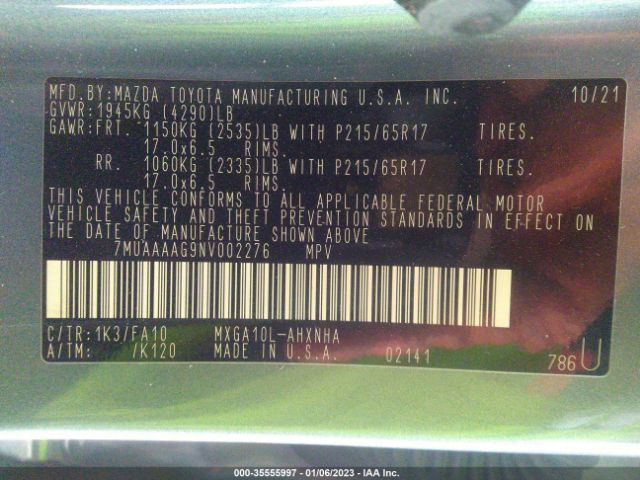 MFD.BY:MAZDA TOYOTA MANUFACTURING U.S.A. INC. 10/21
GVWR:1945KG (4290)LB
GAWR:FRT. 1150KG (2535)LB WITH P215/65R17 TIRES.
17.0x6.5 RIMS.
RR. 1060KG (2335)LB WITH P215/65R17 TIRES.
17.0x6.5 RIMS.
THIS VEHICLE CONFORMS TO ALL APPLICABLE FEDERAL MOTOR
VEHICLE SAFETY AND THEFT PREVENTION STANDARDS IN EFFECT ON
THE DATE OF MANUFACTURE SHOWN ABOVE
7MUAAAAG9NV002276 MPV
C/TR:1K3/FA10 MXGA10L-AHXNHA
A/TM: /K120 MADE IN U.S.A. 02141 786U
000-35555997 - 01/06/2023 - IAA Inc.